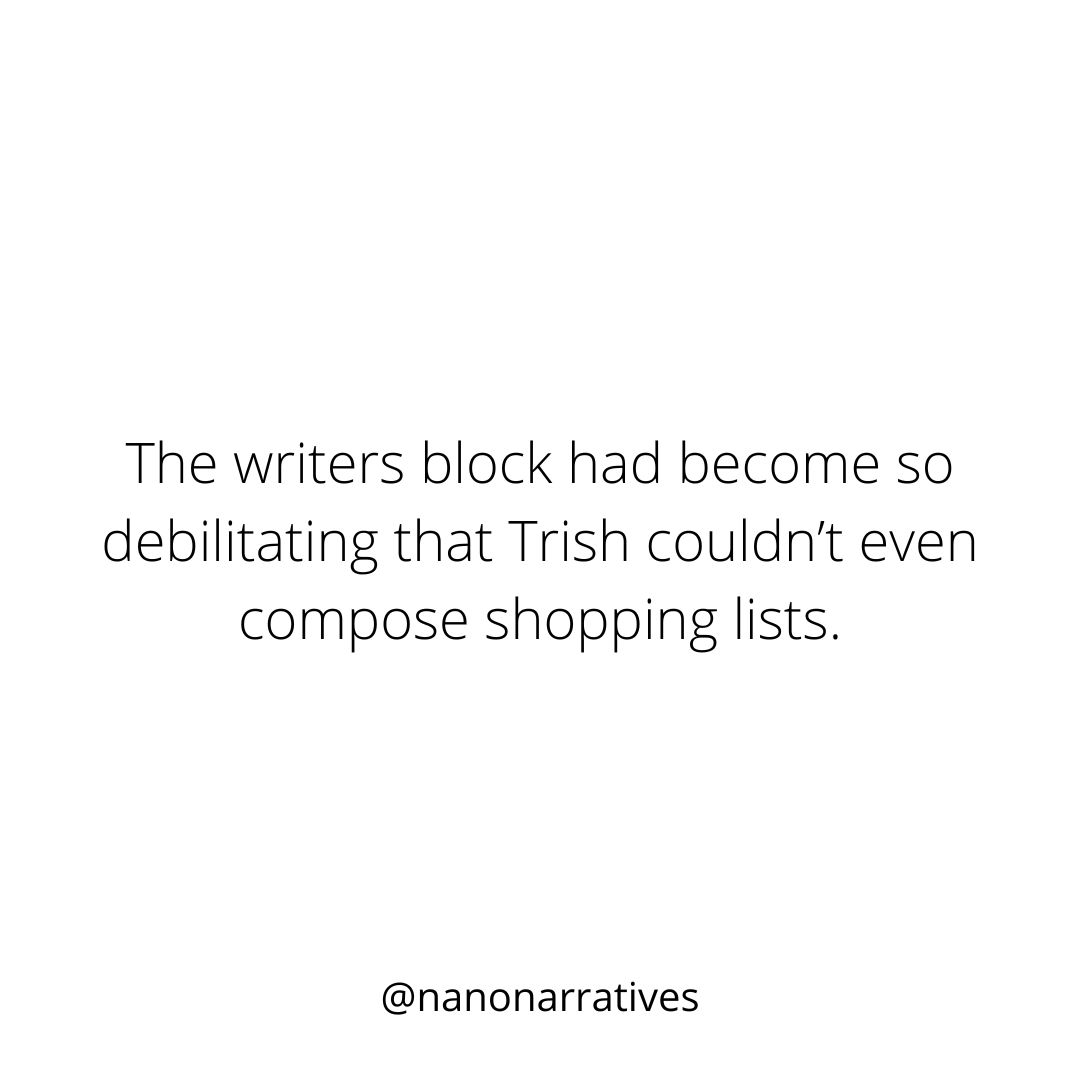 The writers block had become so
debilitating that Trish couldn’t even
compose shopping lists.
@nanonarratives